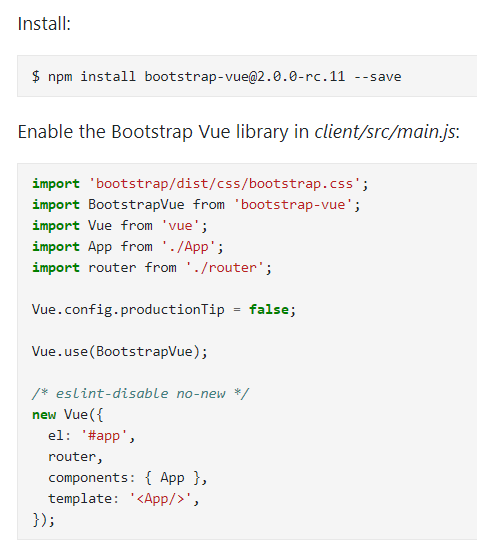 Install:
$ npm install bootstrap-vue@2.0.0-rc.11 --save
Enable the Bootstrap Vue library in client/src/main.js:
import 'bootstrap/dist/css/bootstrap.css';
import BootstrapVue from 'bootstrap-vue';
import Vue from 'vue';
import App from './App';
import router from './router';
Vue.config.productionTip = false;
Vue.use(BootstrapVue);
/* eslint-disable no-new */
new Vue({
  el: '#app',
  router,
  components: { App },
  template: '<App/>',
});